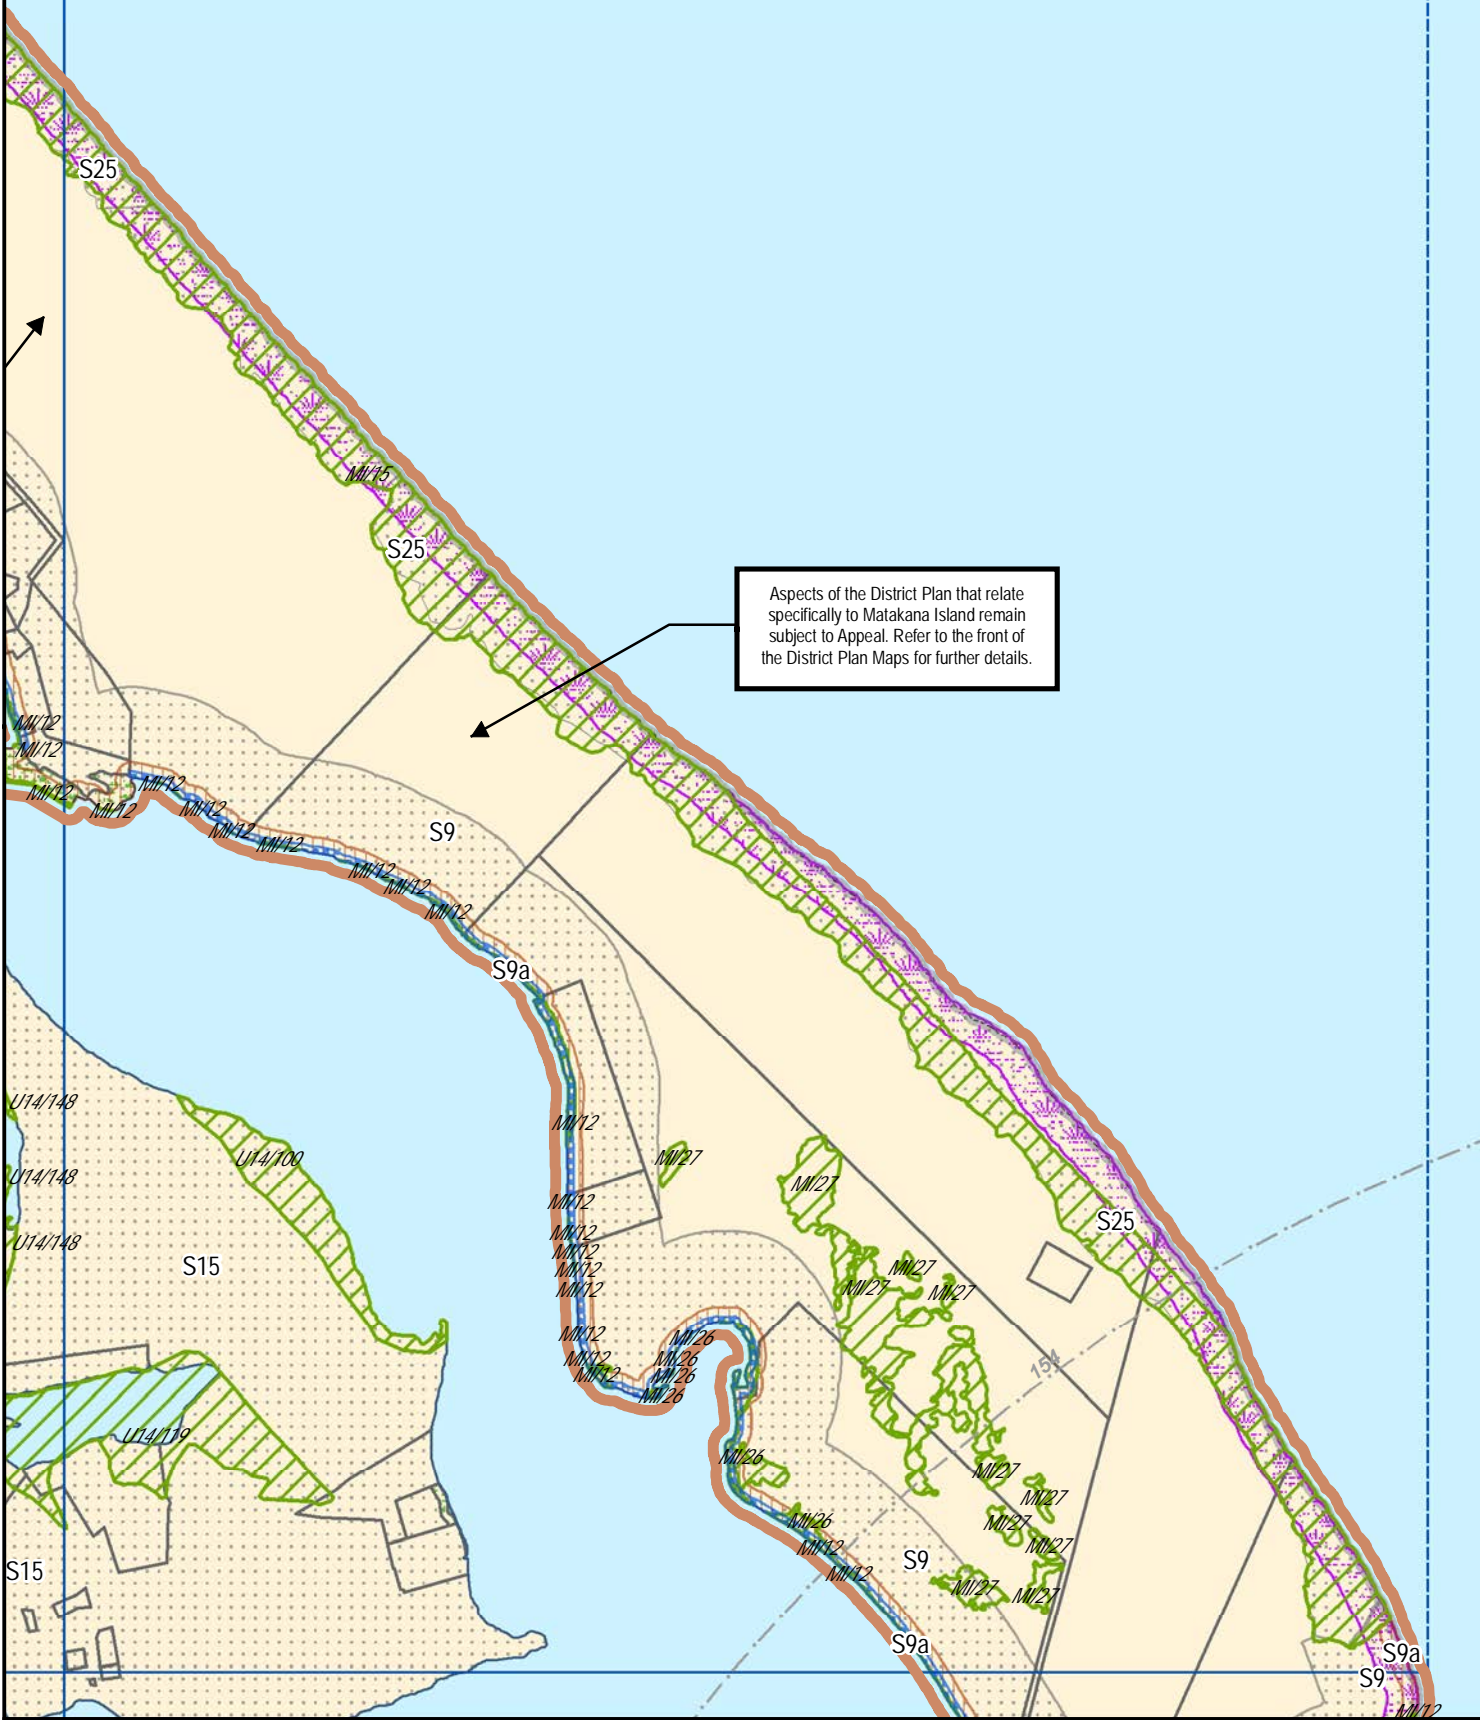 S25
MI/15
S25
Aspects of the District Plan that relate
specifically to Matakana Island remain
subject to Appeal. Refer to the front of
the District Plan Maps for further details.
MI/12
MI/12
MI/12
MI/12
MI/12
MI/12
MI/12
MI/12
S9
MI/12
MI/12
MI/12
S9a
U14/148
MI/12
U14/100
MI/27
U14/148
MI/27
MI/12
S25
U14/148
MI/12
MI/12
S15
MI/12
MI/27
MI/27
MI/12
MI/27
MI/12
MI/26
MI/12
MI/26
154
MI/12
MI/26
MI/26
U14/119
MI/26
MI/27
MI/27
MI/26
MI/27
MI/12
MI/27
S9
S15
MI/12
MI/27
MI/27
S9a
S9a
S9
MI/12